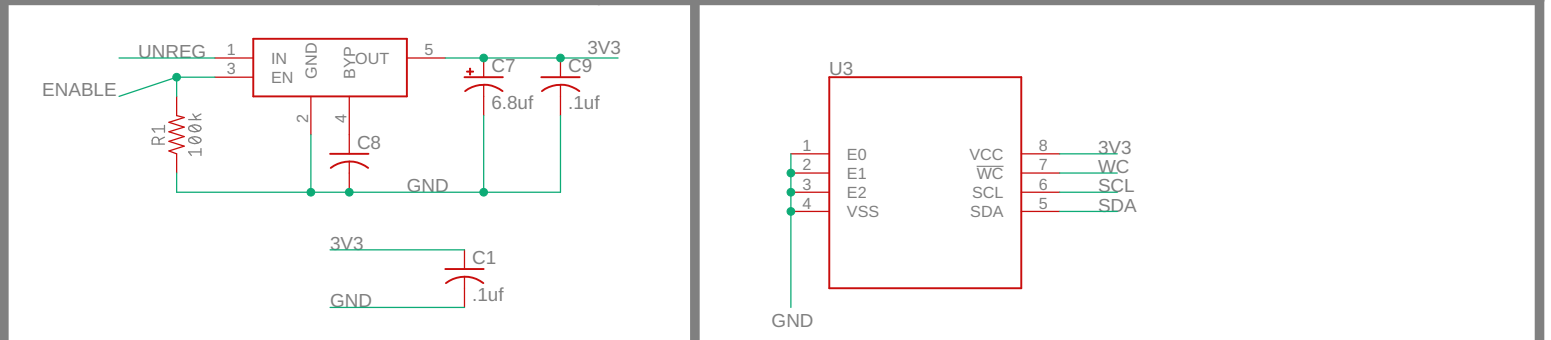 UNREG 1 IN GND BYP OUT 5 3V3
3 EN
ENABLE
C7 C9
6.8uf .1uf
R1 100k
2 4
C8
GND
3V3
C1
GND .1uf
U3
1 E0 VCC 8 3V3
2 E1 WC 7 WC
3 E2 SCL 6 SCL
4 VSS SDA 5 SDA
GND